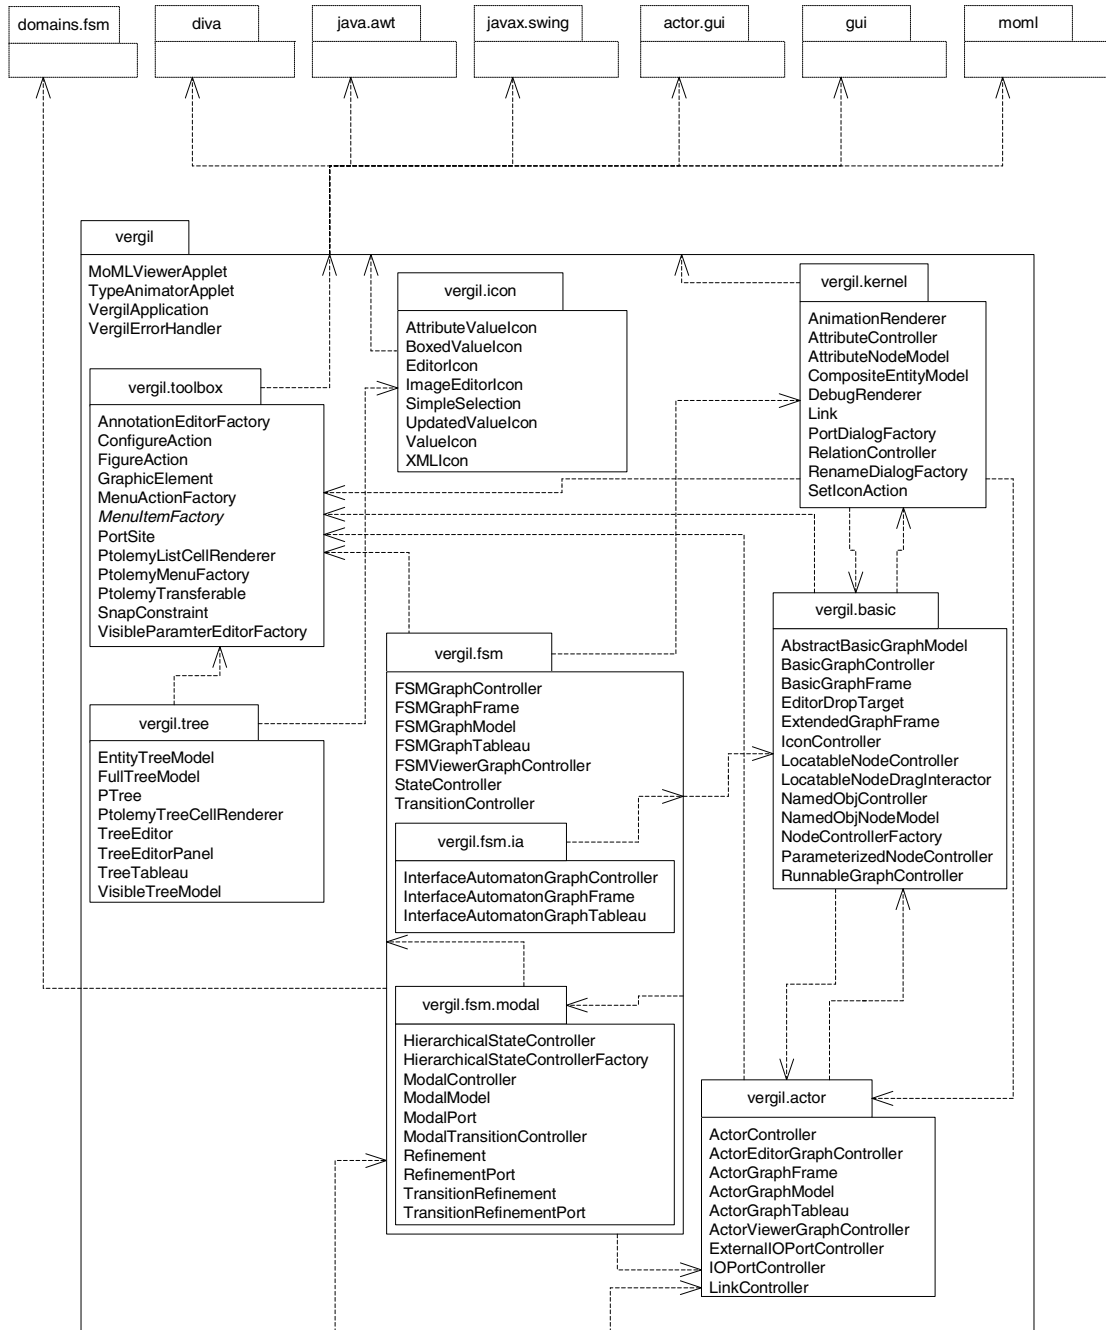 domains.fsm
diva
java.awt
javax.swing
actor.gui
gui
moml
vergil
MoMLViewerApplet
TypeAnimatorApplet
VergilApplication
VergilErrorHandler
vergil.icon
AttributeValueIcon
BoxedValueIcon
EditorIcon
ImageEditorIcon
SimpleSelection
UpdatedValueIcon
ValueIcon
XMLIcon
vergil.kernel
AnimationRenderer
AttributeController
AttributeNodeModel
CompositeEntityModel
DebugRenderer
Link
PortDialogFactory
RelationController
RenameDialogFactory
SetIconAction
vergil.toolbox
AnnotationEditorFactory
ConfigureAction
FigureAction
GraphicElement
MenuActionFactory
MenuItemFactory
PortSite
PtolemyListCellRenderer
PtolemyMenuFactory
PtolemyTransferable
SnapConstraint
VisibleParamterEditorFactory
vergil.basic
AbstractBasicGraphModel
BasicGraphController
BasicGraphFrame
EditorDropTarget
ExtendedGraphFrame
IconController
LocatableNodeController
LocatableNodeDragInteractor
NamedObjController
NamedObjNodeModel
NodeControllerFactory
ParameterizedNodeController
RunnableGraphController
vergil.fsm
FSMGraphController
FSMGraphFrame
FSMGraphModel
FSMGraphTableau
FSMViewerGraphController
StateController
TransitionController
vergil.tree
EntityTreeModel
FullTreeModel
PTree
PtolemyTreeCellRenderer
TreeEditor
TreeEditorPanel
TreeTableau
VisibleTreeModel
vergil.fsm.ia
InterfaceAutomatonGraphController
InterfaceAutomatonGraphFrame
InterfaceAutomatonGraphTableau
vergil.fsm.modal
HierarchicalStateController
HierarchicalStateControllerFactory
ModalController
ModalModel
ModalPort
ModalTransitionController
Refinement
RefinementPort
TransitionRefinement
TransitionRefinementPort
vergil.actor
ActorController
ActorEditorGraphController
ActorGraphFrame
ActorGraphModel
ActorGraphTableau
ActorViewerGraphController
ExternalIOPortController
IOPortController
LinkController